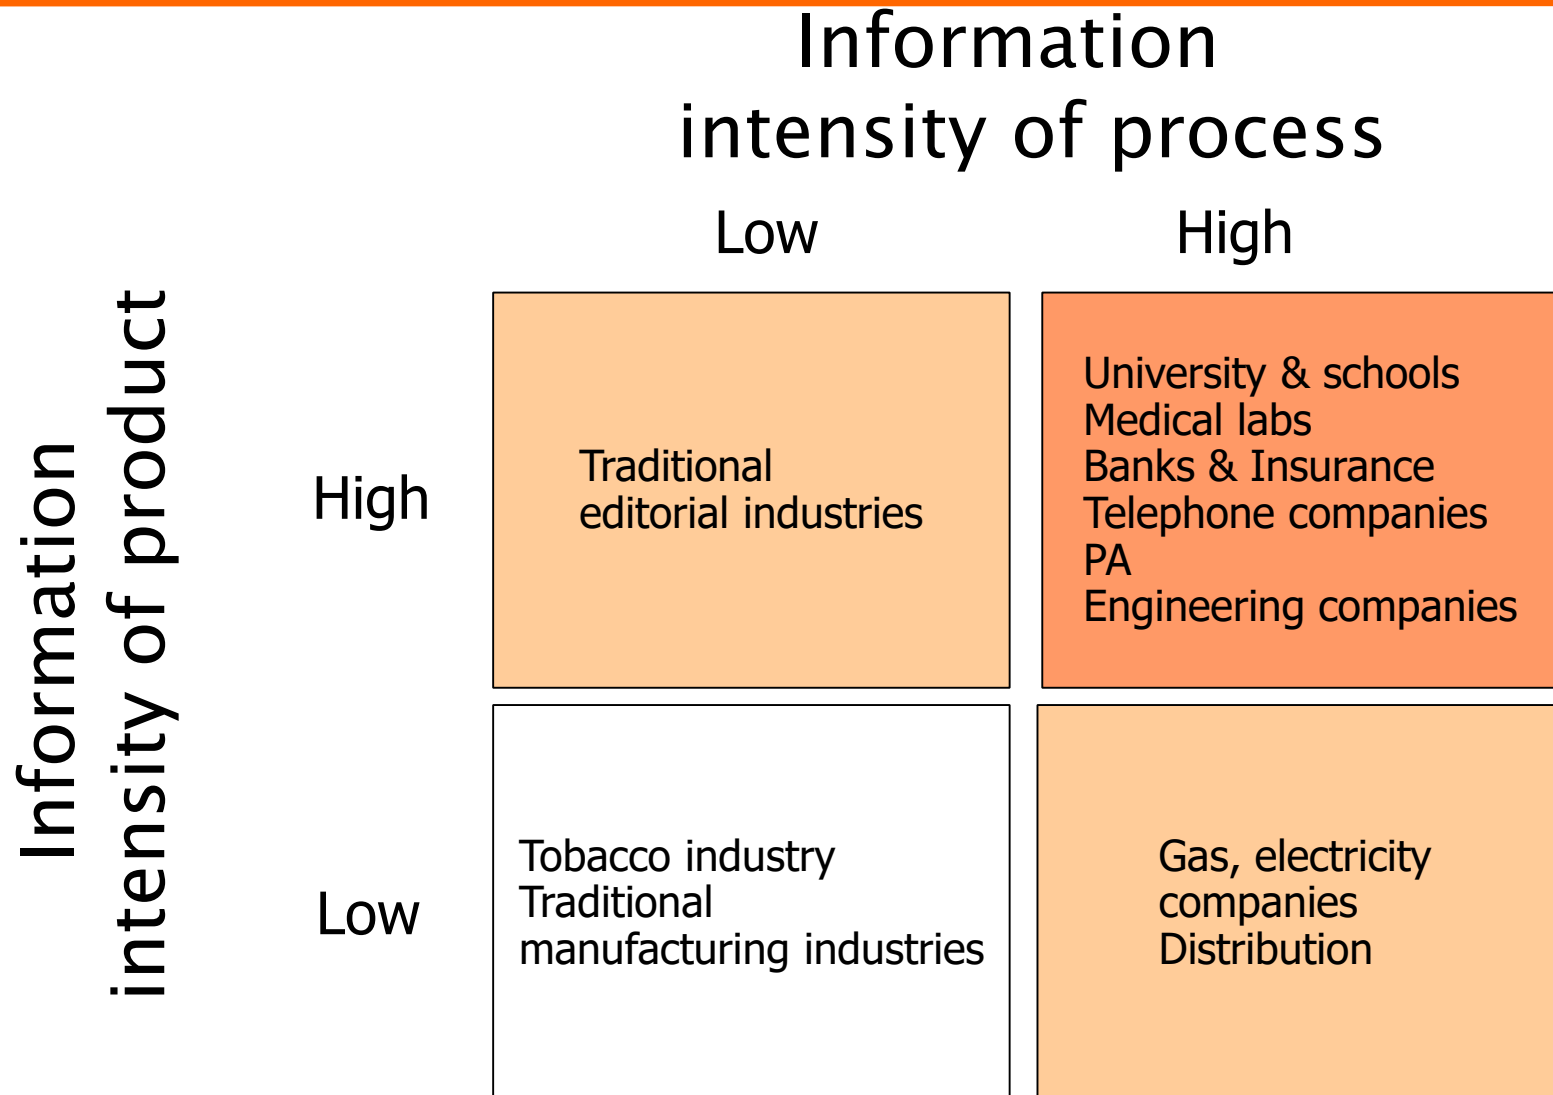 Information
intensity of process
Low
High
Information
intensity of product
High
Traditional
editorial industries
University & schools
Medical labs
Banks & Insurance
Telephone companies
PA
Engineering companies
Low
Tobacco industry
Traditional
manufacturing industries
Gas, electricity
companies
Distribution